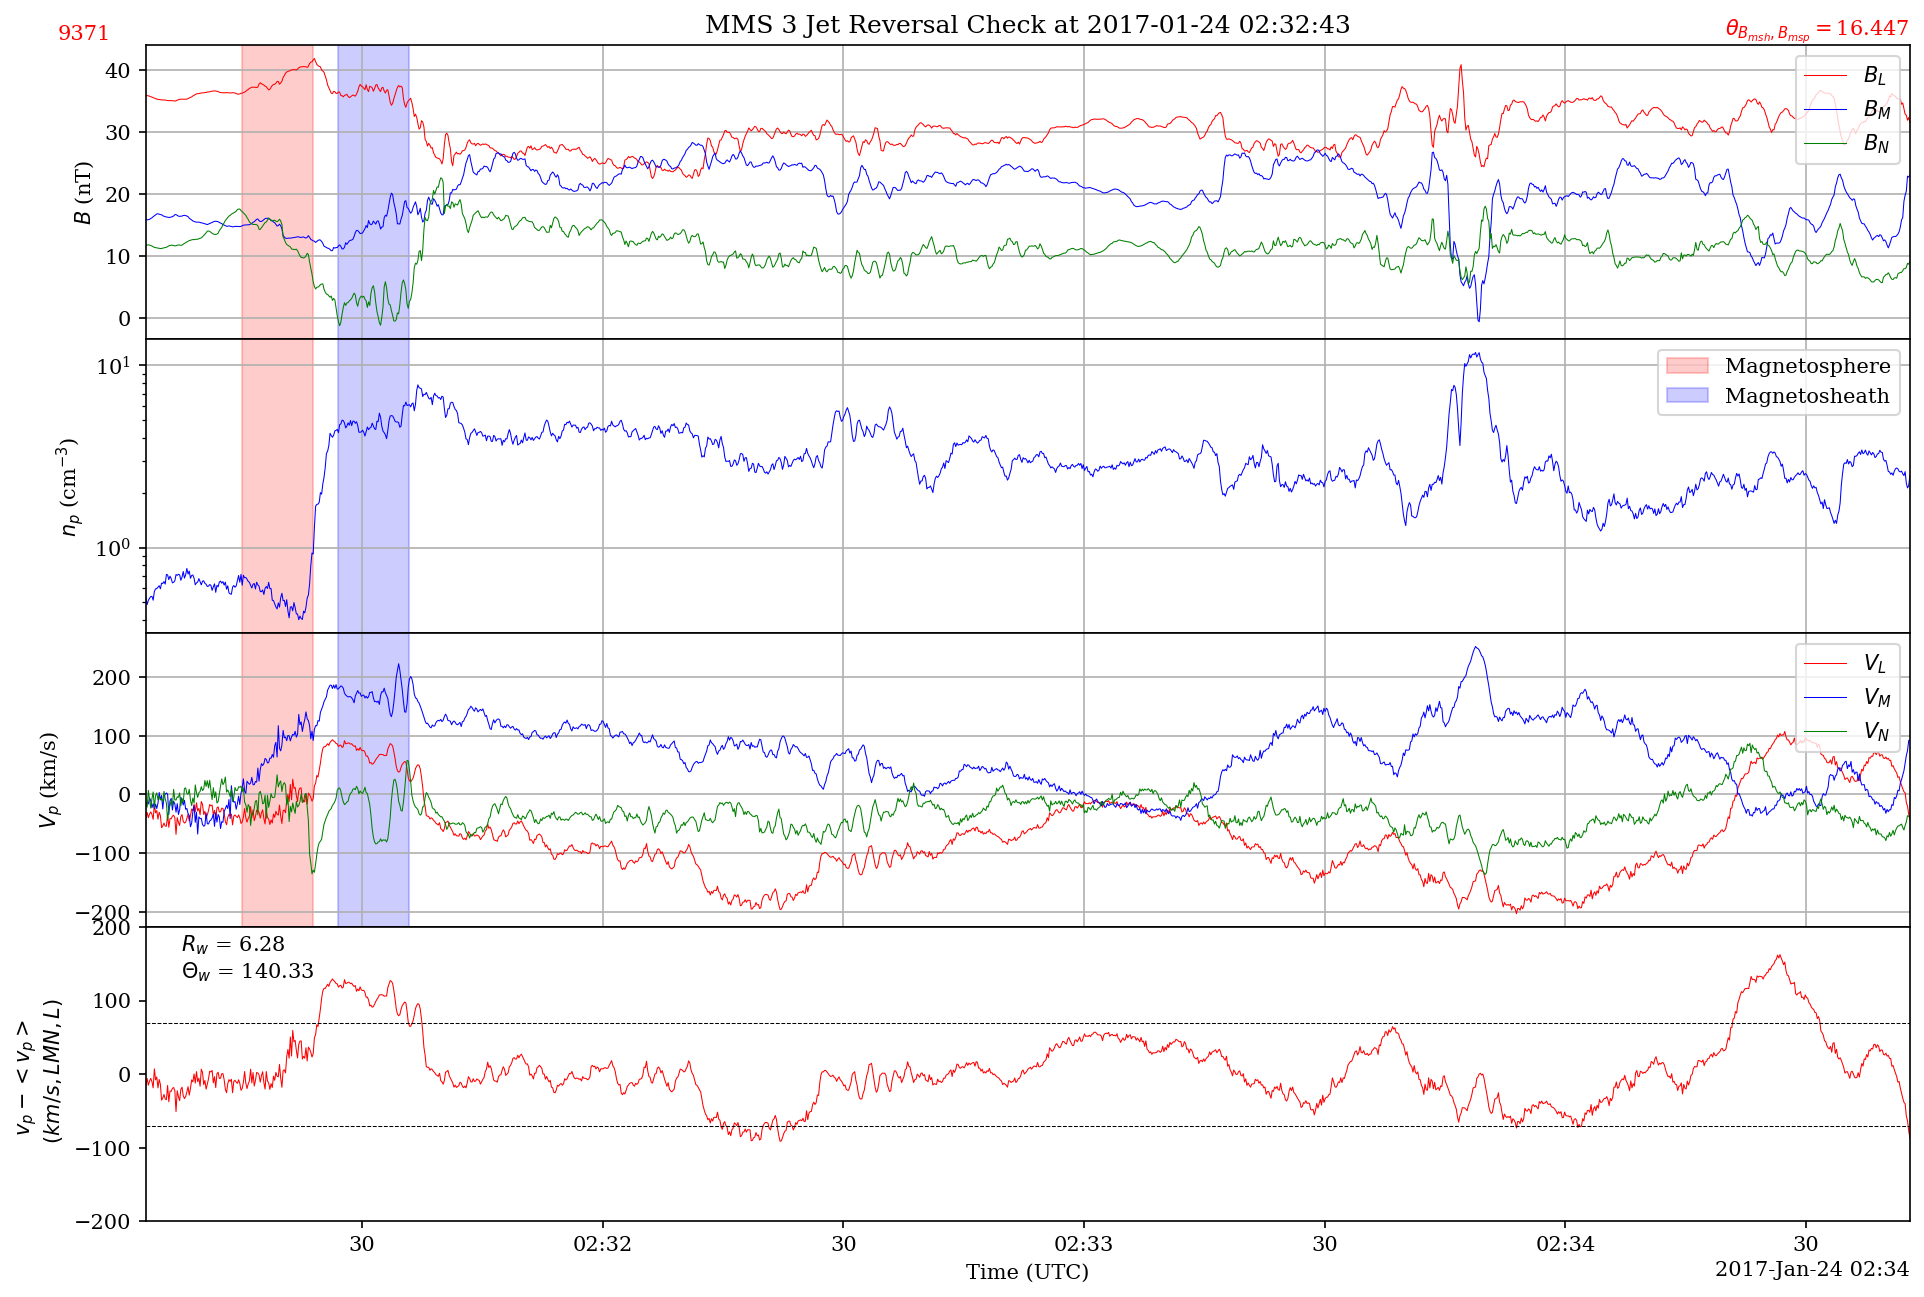 MMS 3 Jet Reversal Check at 2017-01-24 02:32:43
9371
θ_{B_{msh}, B_{msp}} = 16.447
40
30
20
10
0
B (nT)
B_L
B_M
B_N
10^1
10^0
n_p (cm^{-3})
Magnetosphere
Magnetosheath
200
100
0
−100
−200
V_p (km/s)
V_L
V_M
V_N
200
100
0
−100
−200
v_p − < v_p >
(km/s, LMN, L)
R_w = 6.28
Θ_w = 140.33
30
02:32
30
02:33
30
02:34
30
Time (UTC)
2017-Jan-24 02:34